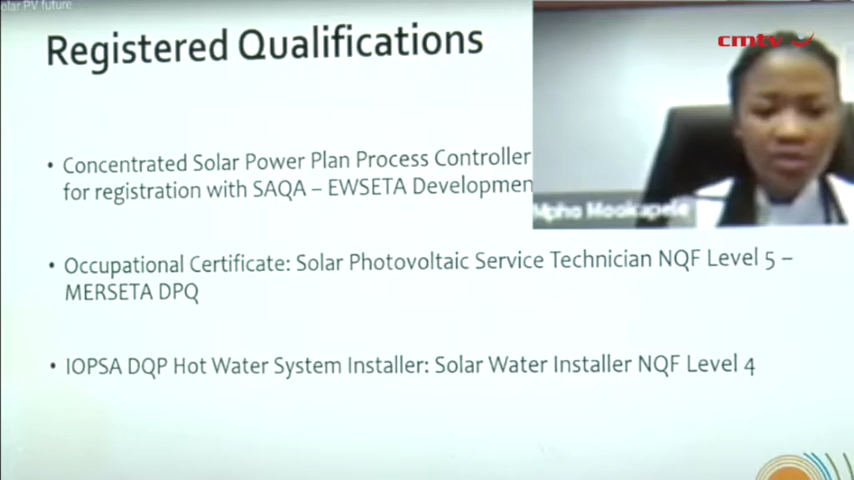 olar PV future
Registered Qualifications
cmtv
• Concentrated Solar Power Plan Process Controller
for registration with SAQA – EWSETA Developmen
Mpho Mookapele
• Occupational Certificate: Solar Photovoltaic Service Technician NQF Level 5 –
MERSETA DPQ
• IOPSA DQP Hot Water System Installer: Solar Water Installer NQF Level 4